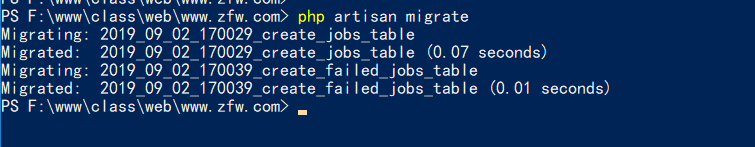 PS F:\www\class\web\www.zfw.com> php artisan migrate
Migrating: 2019_09_02_170029_create_jobs_table
Migrated:  2019_09_02_170029_create_jobs_table (0.07 seconds)
Migrating: 2019_09_02_170039_create_failed_jobs_table
Migrated:  2019_09_02_170039_create_failed_jobs_table (0.01 seconds)
PS F:\www\class\web\www.zfw.com>